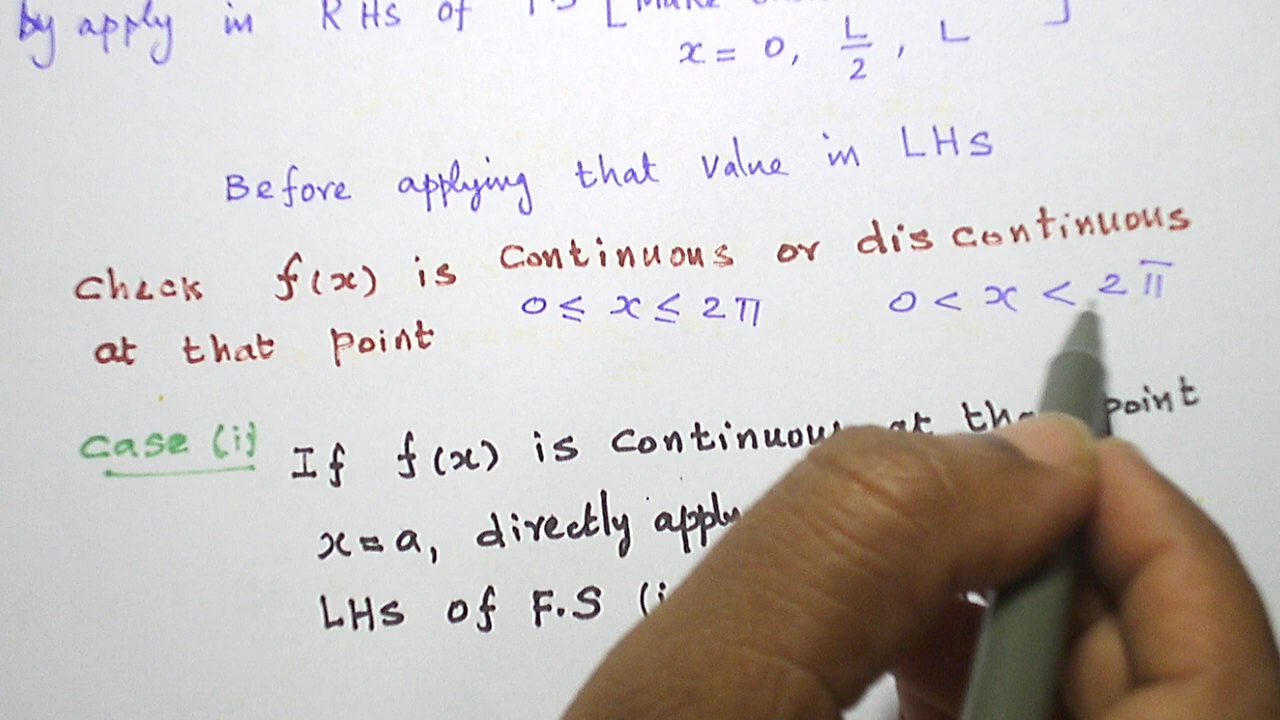 by apply in RHS of [
x = 0, L/2, L ]
Before applying that value in LHS
Check f(x) is continuous or discontinuous
at that point 0 ≤ x ≤ 2π 0 < x < 2π
Case (i) If f(x) is continuous at point
x = a, directly
LHS of F.S (i